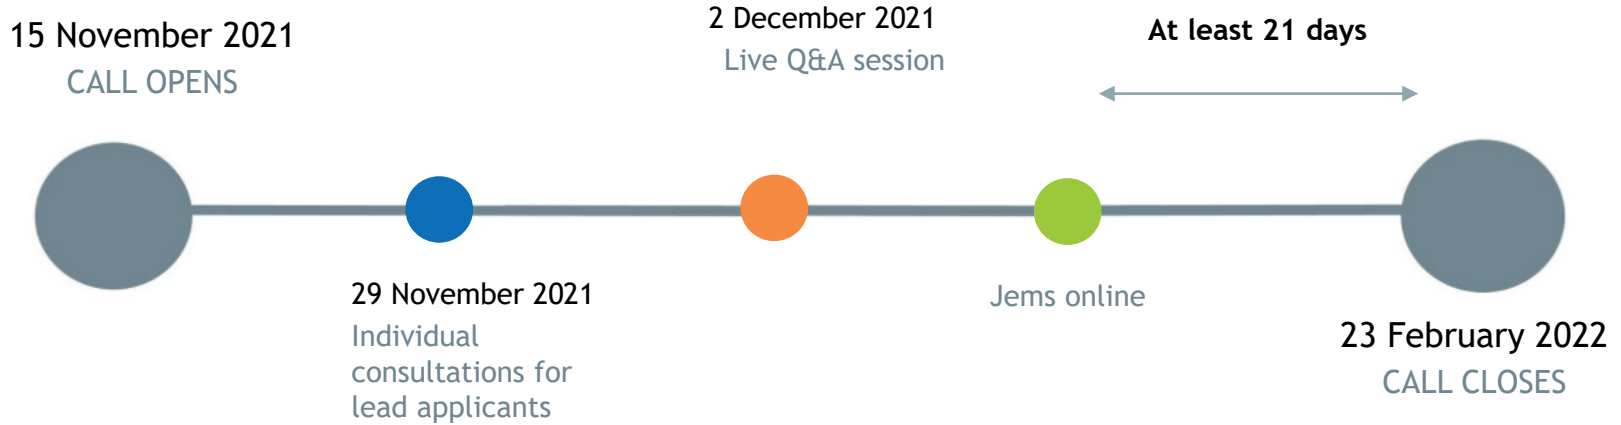 15 November 2021
CALL OPENS
2 December 2021
Live Q&A session
At least 21 days
29 November 2021
Individual
consultations for
lead applicants
Jems online
23 February 2022
CALL CLOSES